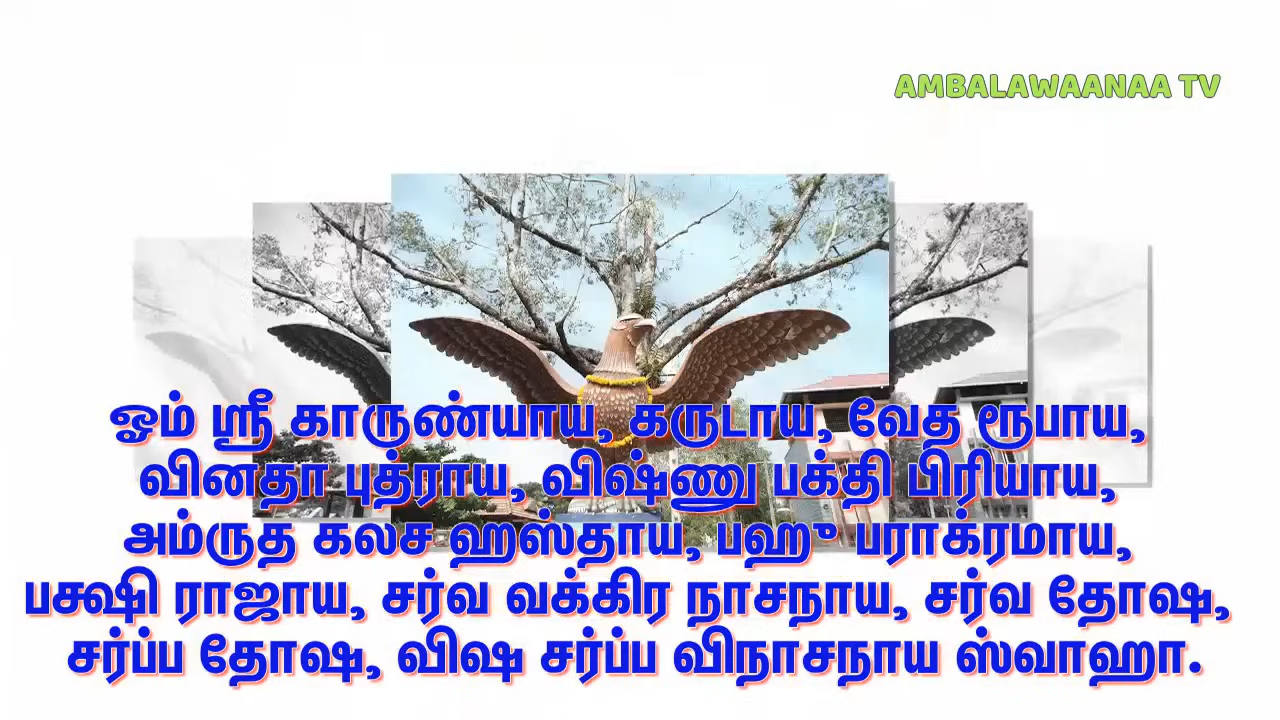 AMBALAWAANAA TV
ஓம் ஸ்ரீ காருண்யாய, கருடாய, வேத ரூபாய,
வினதா புத்ராய, விஷ்ணு பக்தி பிரியாய,
அம்ருத கலச ஹஸ்தாய, பஹு பராக்ரமாய,
பக்ஷி ராஜாய, சர்வ வக்கிர நாசநாய, சர்வ தோஷ,
சர்ப்ப தோஷ, விஷ சர்ப்ப விநாசநாய ஸ்வாஹா.